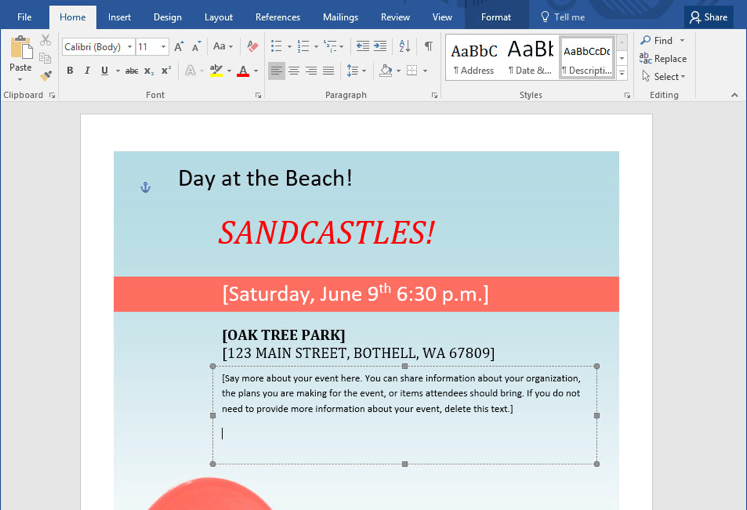 File Home Insert Design Layout References Mailings Review View Format Tell me Share
Calibri (Body) 11 A A Aa A AaBbC AaBb AaBbCcDc Find
Paste B I U abc x₂ x² A ab A ¶ Address ¶ Date &... ¶ Descripti... Replace
Select
Clipboard Font Paragraph Styles Editing
Day at the Beach!
SANDCASTLES!
[Saturday, June 9th 6:30 p.m.]
[OAK TREE PARK]
[123 MAIN STREET, BOTHELL, WA 67809]
[Say more about your event here. You can share information about your organization,
the plans you are making for the event, or items attendees should bring. If you do not
need to provide more information about your event, delete this text.]